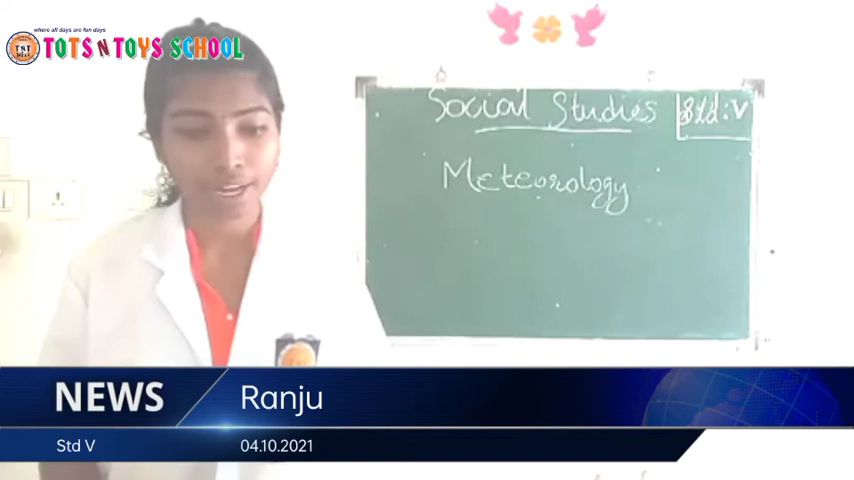 where all days are fun days
TOTS N TOYS SCHOOL
TNT
Social Studies
Std : V
Meteorology
NEWS
Ranju
Std V
04.10.2021